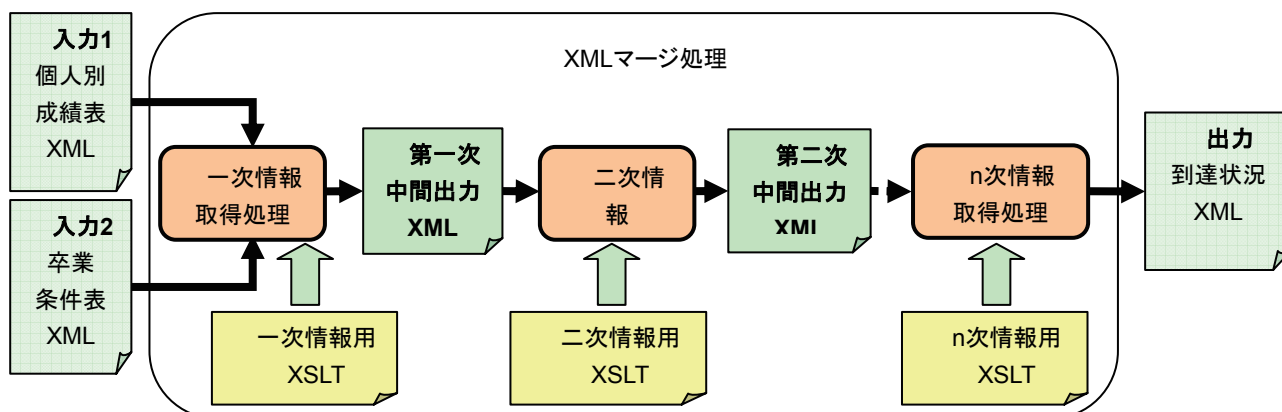 入力1
個人別
成績表
XML
入力2
卒業
条件表
XML
XMLマージ処理
一次情報
取得処理
第一次
中間出力
XML
二次情
報
第二次
中間出力
XML
n次情報
取得処理
出力
到達状況
XML
一次情報用
XSLT
二次情報用
XSLT
n次情報用
XSLT